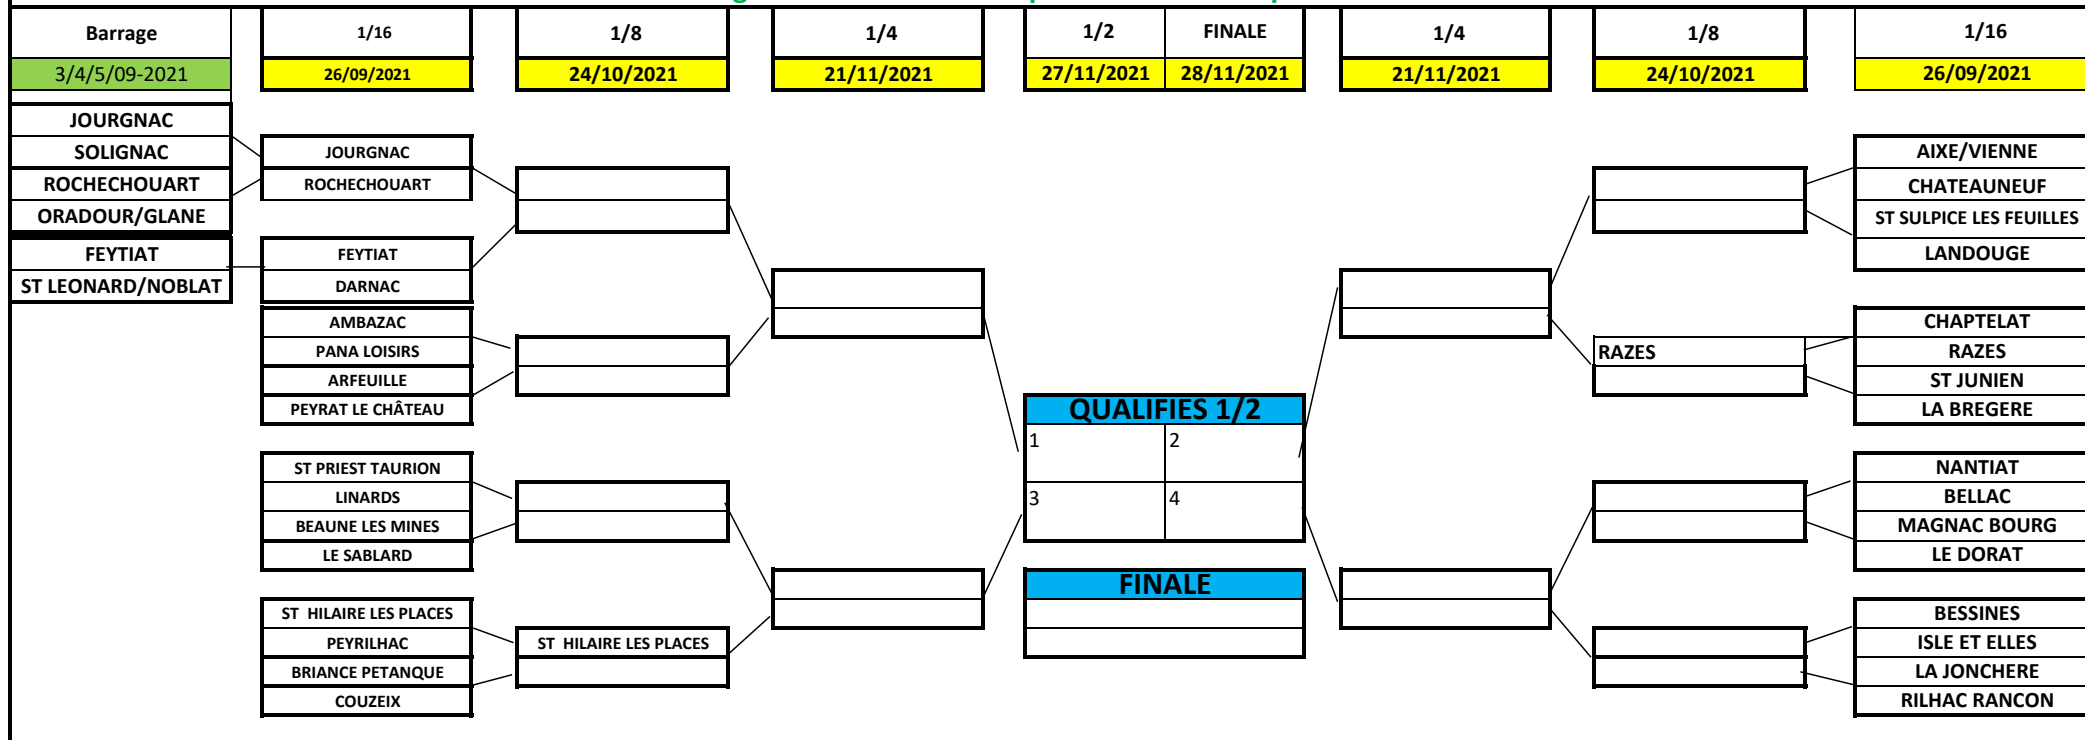 Barrage 1/16 1/8 1/4 1/2 FINALE 1/4 1/8 1/16
3/4/5/09-2021 26/09/2021 24/10/2021 21/11/2021 27/11/2021 28/11/2021 21/11/2021 24/10/2021 26/09/2021
JOURGNAC
SOLIGNAC
ROCHECHOUART
ORADOUR/GLANE
FEYTIAT
ST LEONARD/NOBLAT
JOURGNAC
ROCHECHOUART
FEYTIAT
DARNAC
AMBAZAC
PANA LOISIRS
ARFEUILLE
PEYRAT LE CHÂTEAU
ST PRIEST TAURION
LINARDS
BEAUNE LES MINES
LE SABLARD
ST  HILAIRE LES PLACES
PEYRILHAC
BRIANCE PETANQUE
COUZEIX
ST  HILAIRE LES PLACES
QUALIFIES 1/2
1 2
3 4
FINALE
RAZES
AIXE/VIENNE
CHATEAUNEUF
ST SULPICE LES FEUILLES
LANDOUGE
CHAPTELAT
RAZES
ST JUNIEN
LA BREGERE
NANTIAT
BELLAC
MAGNAC BOURG
LE DORAT
BESSINES
ISLE ET ELLES
LA JONCHERE
RILHAC RANCON